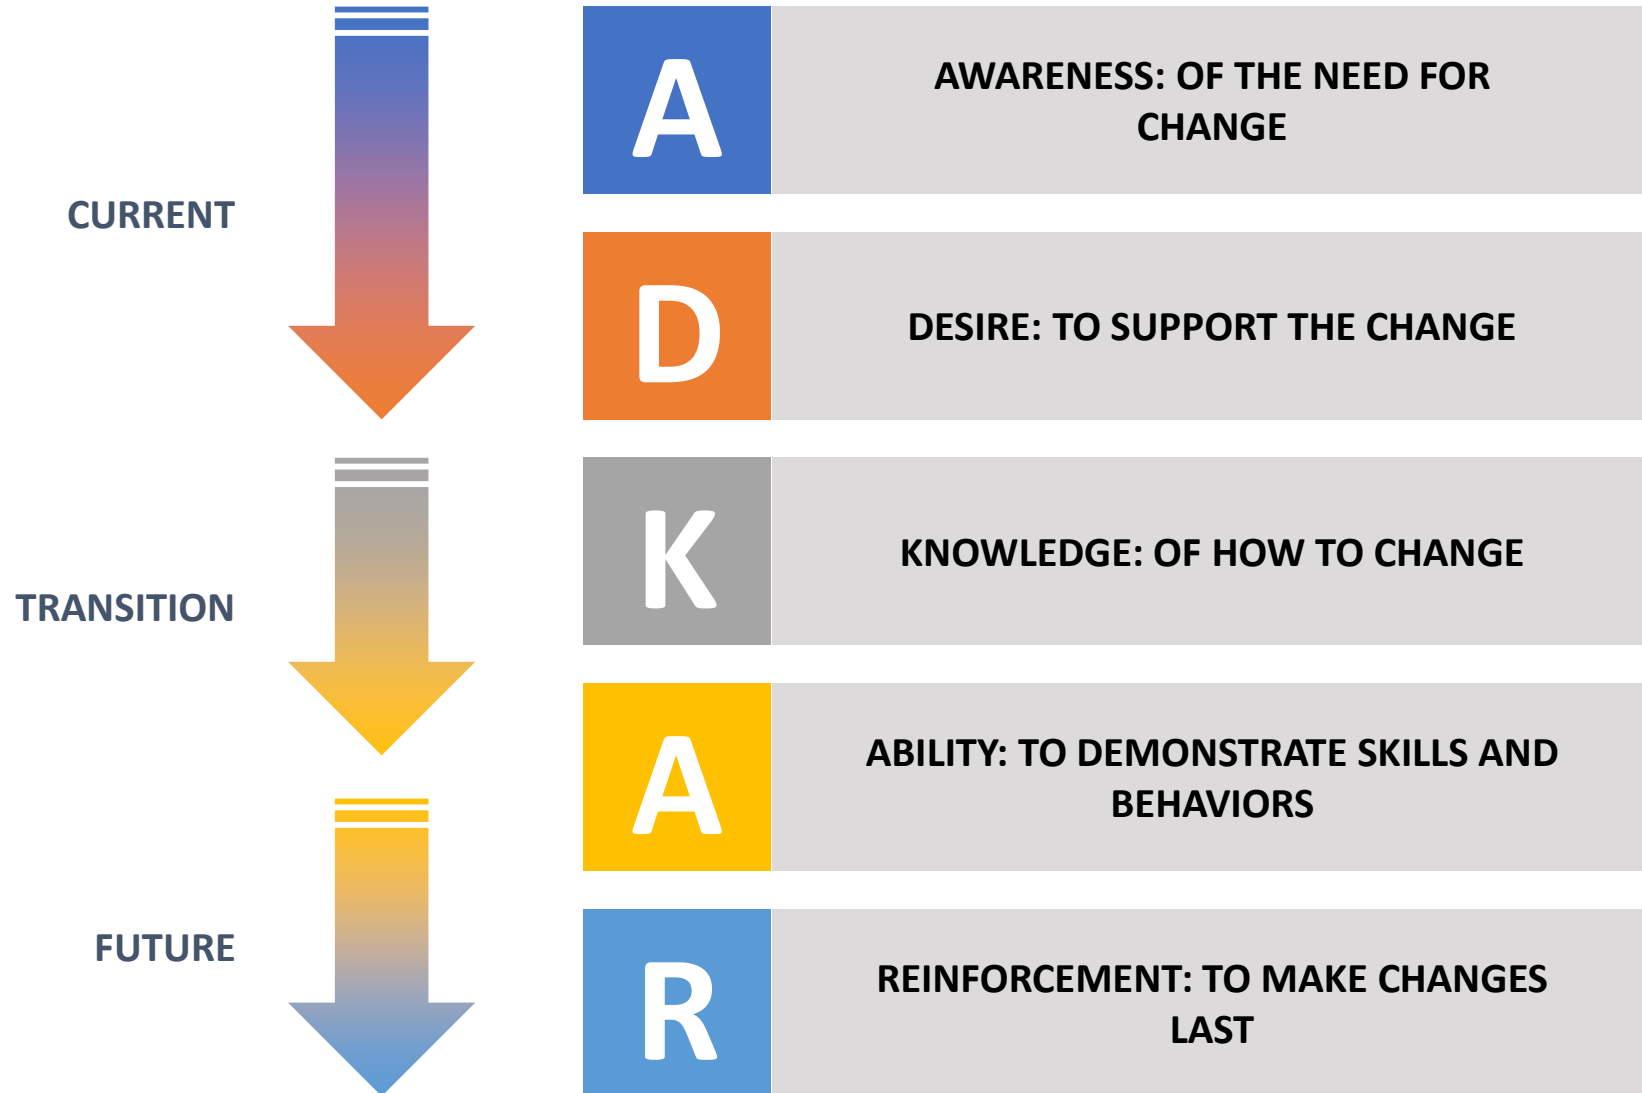 CURRENT
TRANSITION
FUTURE
A
AWARENESS: OF THE NEED FOR
CHANGE
D
DESIRE: TO SUPPORT THE CHANGE
K
KNOWLEDGE: OF HOW TO CHANGE
A
ABILITY: TO DEMONSTRATE SKILLS AND
BEHAVIORS
R
REINFORCEMENT: TO MAKE CHANGES
LAST